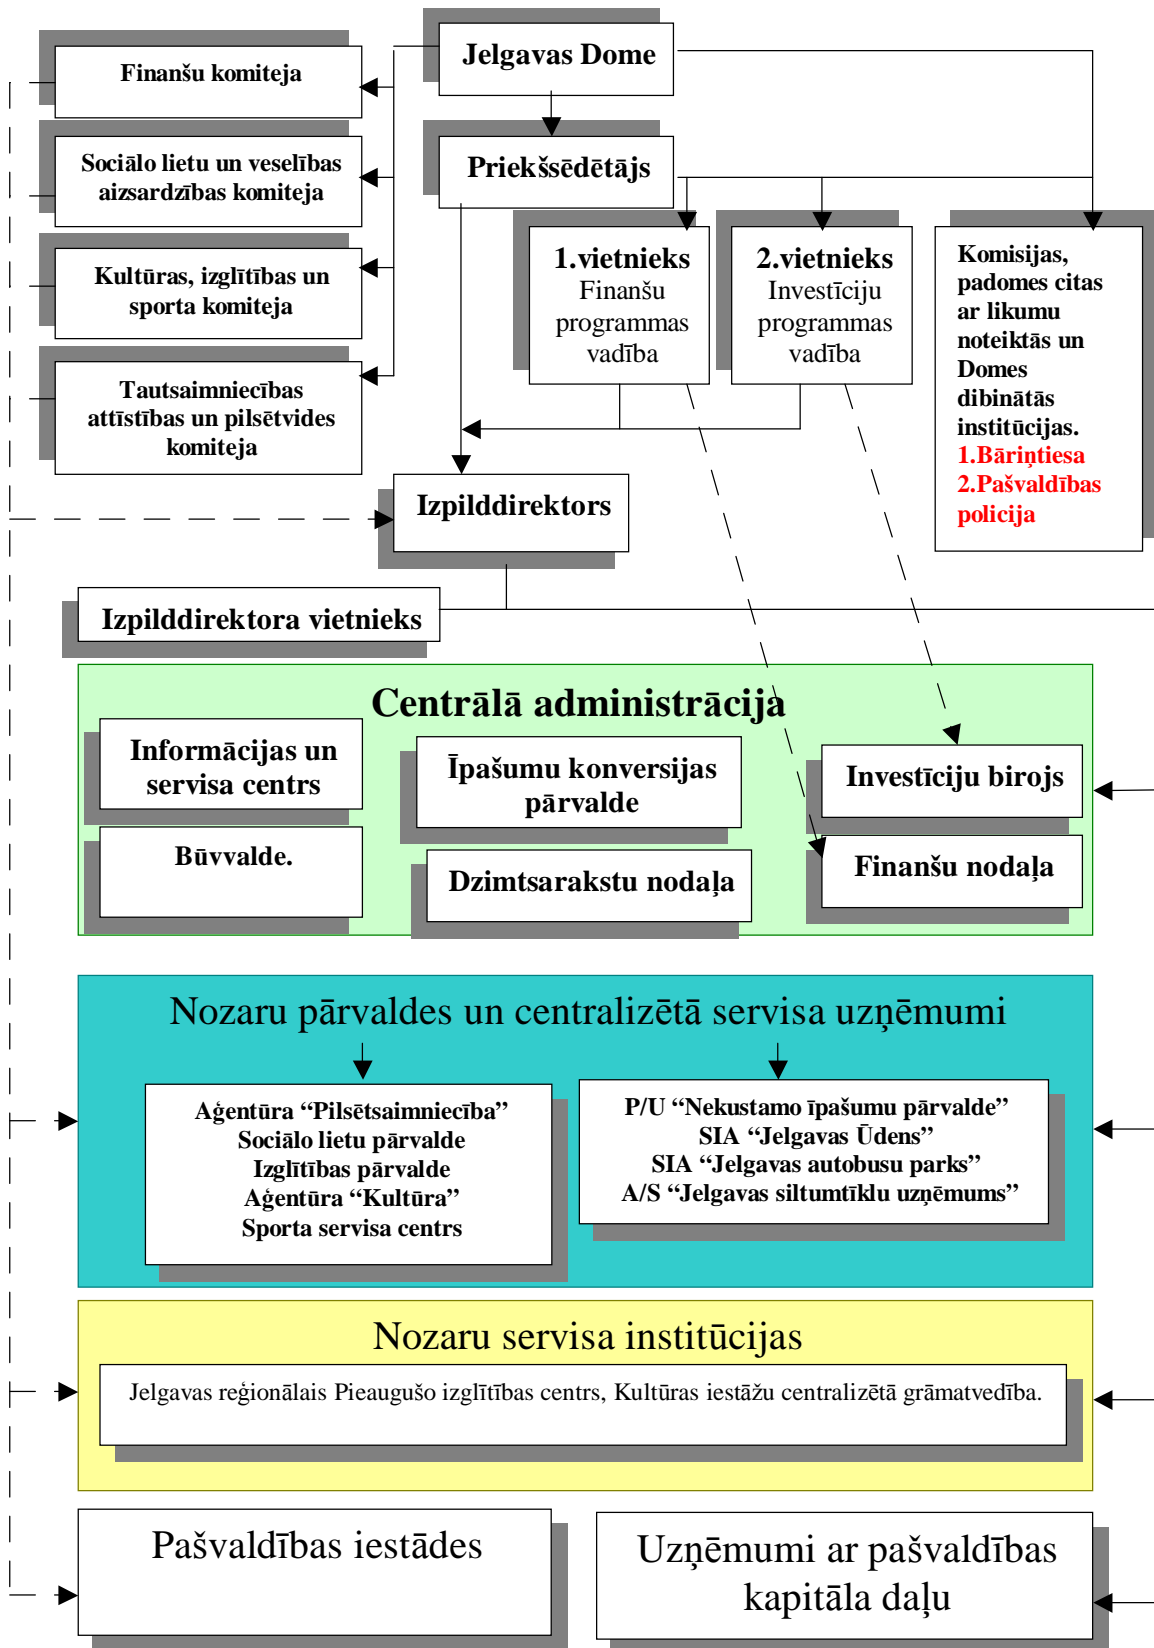 Jelgavas Dome
Finanšu komiteja
Priekšsēdētājs
Sociālo lietu un veselības
aizsardzības komiteja
Kultūras, izglītības un
sporta komiteja
Tautsaimniecības
attīstības un pilsētvides
komiteja
1.vietnieks
Finanšu
programmas
vadība
2.vietnieks
Investīciju
programmas
vadība
Komisijas,
padomes citas
ar likumu
noteiktās un
Domes
dibinātās
institūcijas.
1.Bāriņtiesa
2.Pašvaldības
policija
Izpilddirektors
Izpilddirektora vietnieks
Centrālā administrācija
Informācijas un
servisa centrs
Īpašumu konversijas
pārvalde
Investīciju birojs
Būvvalde.
Dzimtsarakstu nodaļa
Finanšu nodaļa
Nozaru pārvaldes un centralizētā servisa uzņēmumi
Aģentūra “Pilsētsaimniecība”
Sociālo lietu pārvalde
Izglītības pārvalde
Aģentūra “Kultūra”
Sporta servisa centrs
P/U “Nekustamo īpašumu pārvalde”
SIA “Jelgavas Ūdens”
SIA “Jelgavas autobusu parks”
A/S “Jelgavas siltumtīklu uzņēmums”
Nozaru servisa institūcijas
Jelgavas reģionālais Pieaugušo izglītības centrs, Kultūras iestāžu centralizētā grāmatvedība.
Pašvaldības iestādes
Uzņēmumi ar pašvaldības
kapitāla daļu